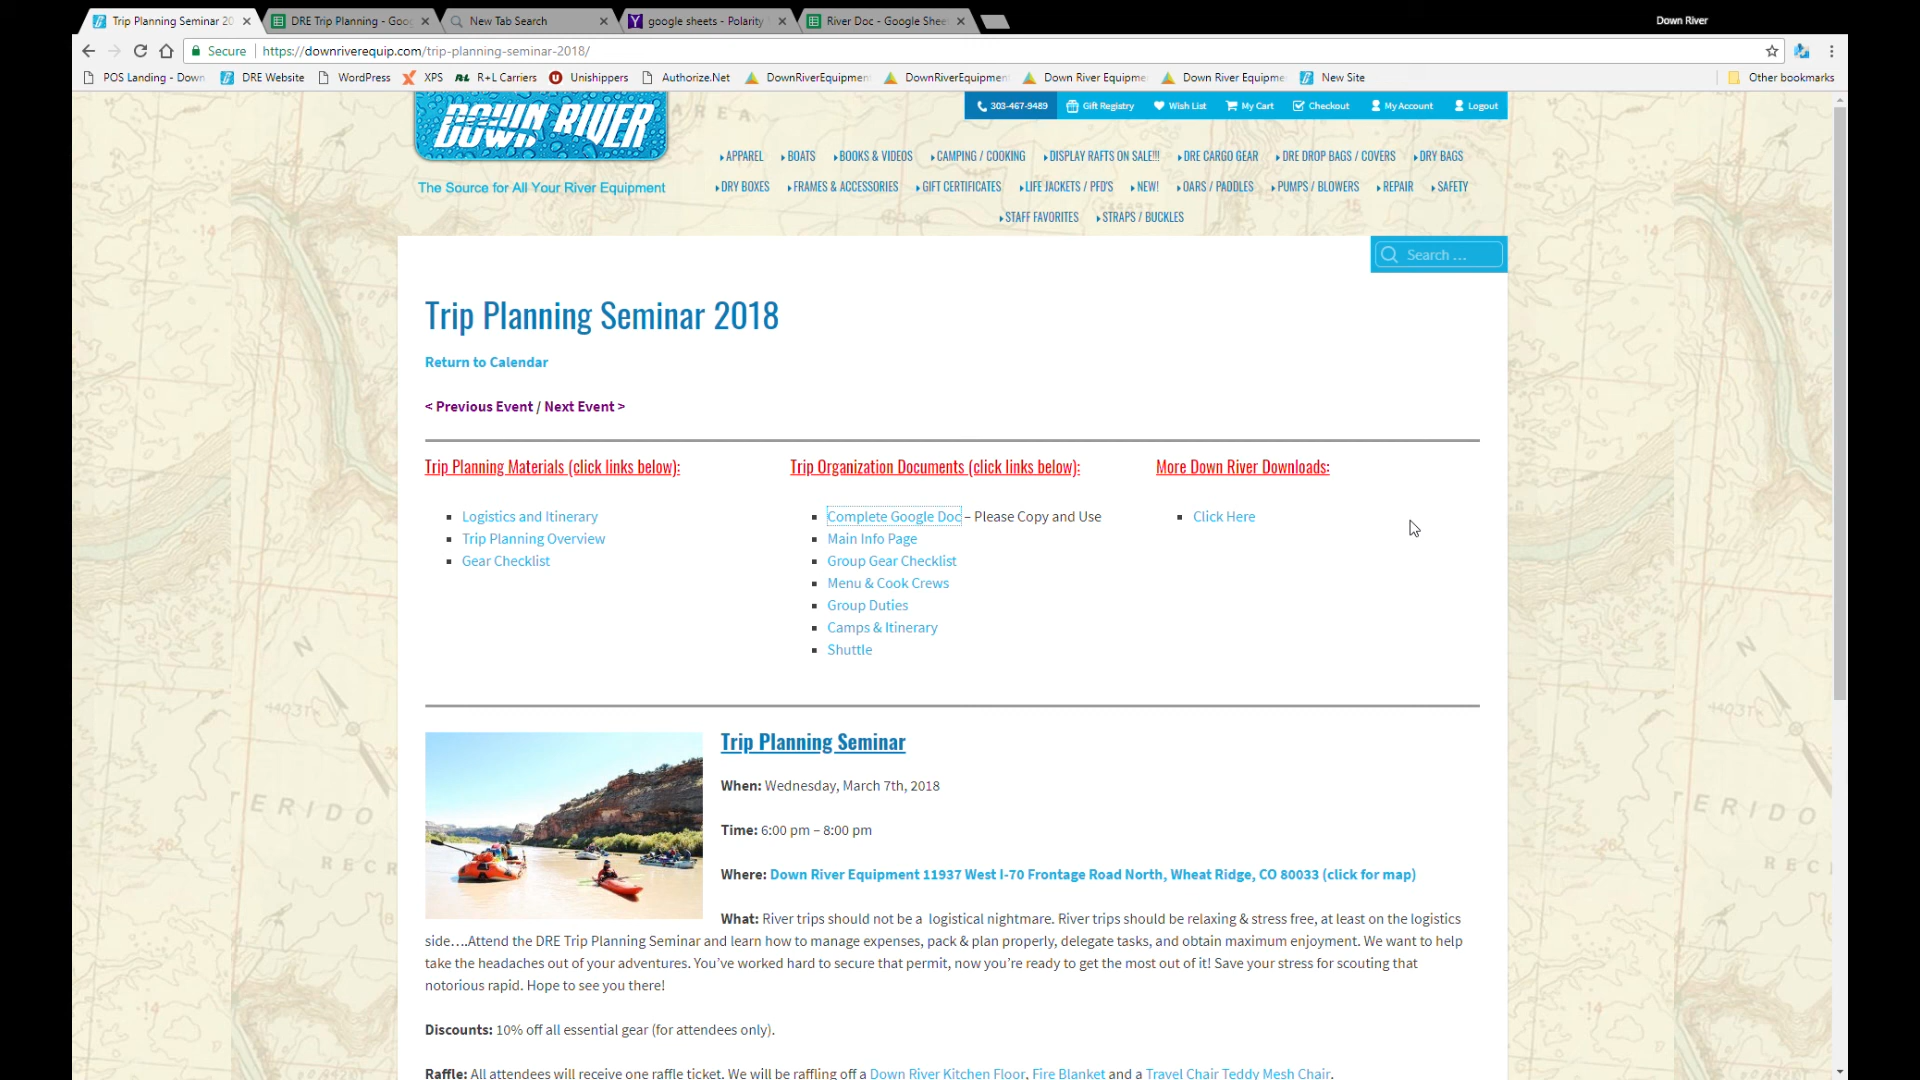 Trip Planning Seminar 20
DRE Trip Planning - Goo
New Tab Search
google sheets - Polarity
River Doc - Google Shee
Down River
Secure
https://downriverequip.com/trip-planning-seminar-2018/
POS Landing - Down
DRE Website
WordPress
XPS
R+L Carriers
Unishippers
Authorize.Net
DownRiverEquipmen
DownRiverEquipmen
Down River Equipme
Down River Equipme
New Site
Other bookmarks
DOWN RIVER
The Source for All Your River Equipment
303-467-9489
Gift Registry
Wish List
My Cart
Checkout
My Account
Logout
APPAREL
BOATS
BOOKS & VIDEOS
CAMPING / COOKING
DISPLAY RAFTS ON SALE!!!
DRE CARGO GEAR
DRE DROP BAGS / COVERS
DRY BAGS
DRY BOXES
FRAMES & ACCESSORIES
GIFT CERTIFICATES
LIFE JACKETS / PFD'S
NEW!
OARS / PADDLES
PUMPS / BLOWERS
REPAIR
SAFETY
STAFF FAVORITES
STRAPS / BUCKLES
Search ...
Trip Planning Seminar 2018
Return to Calendar
< Previous Event / Next Event >
Trip Planning Materials (click links below):
Logistics and Itinerary
Trip Planning Overview
Gear Checklist
Trip Organization Documents (click links below):
Complete Google Doc – Please Copy and Use
Main Info Page
Group Gear Checklist
Menu & Cook Crews
Group Duties
Camps & Itinerary
Shuttle
More Down River Downloads:
Click Here
Trip Planning Seminar
When: Wednesday, March 7th, 2018
Time: 6:00 pm – 8:00 pm
Where: Down River Equipment 11937 West I-70 Frontage Road North, Wheat Ridge, CO 80033 (click for map)
What: River trips should not be a logistical nightmare. River trips should be relaxing & stress free, at least on the logistics
side….Attend the DRE Trip Planning Seminar and learn how to manage expenses, pack & plan properly, delegate tasks, and obtain maximum enjoyment. We want to help
take the headaches out of your adventures. You've worked hard to secure that permit, now you're ready to get the most out of it! Save your stress for scouting that
notorious rapid. Hope to see you there!
Discounts: 10% off all essential gear (for attendees only).
Raffle: All attendees will receive one raffle ticket. We will be raffling off a Down River Kitchen Floor, Fire Blanket and a Travel Chair Teddy Mesh Chair.